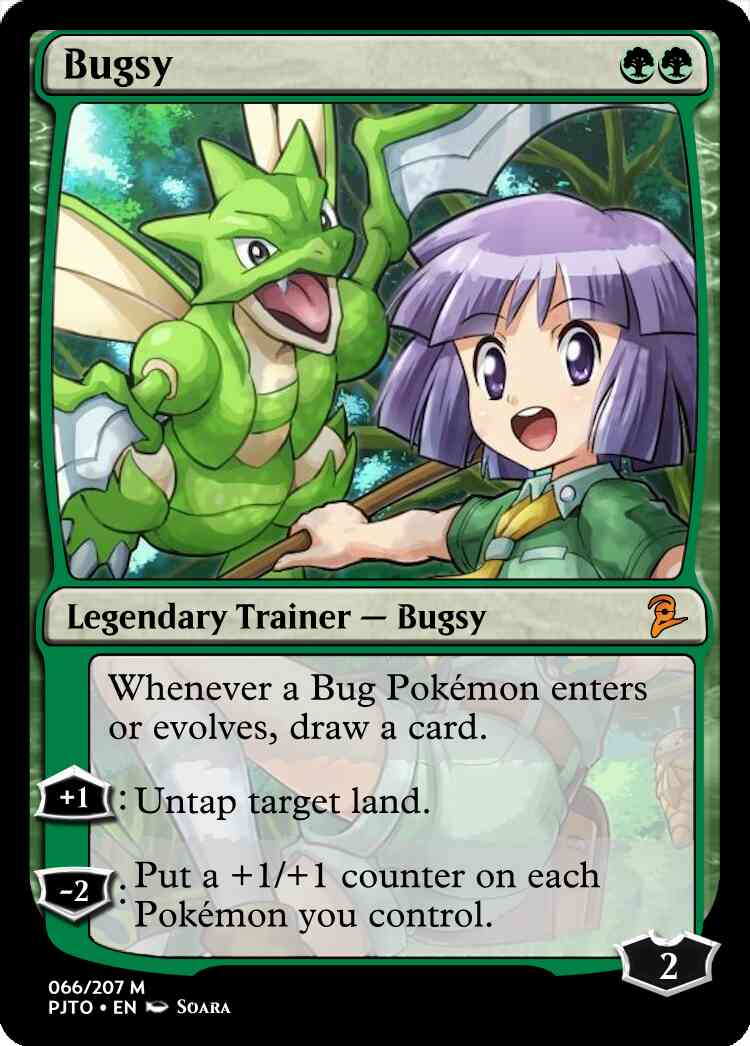 Bugsy
Legendary Trainer — Bugsy
Whenever a Bug Pokémon enters
or evolves, draw a card.
+1: Untap target land.
−2: Put a +1/+1 counter on each
Pokémon you control.
2
066/207 M
PJTO • EN Soara